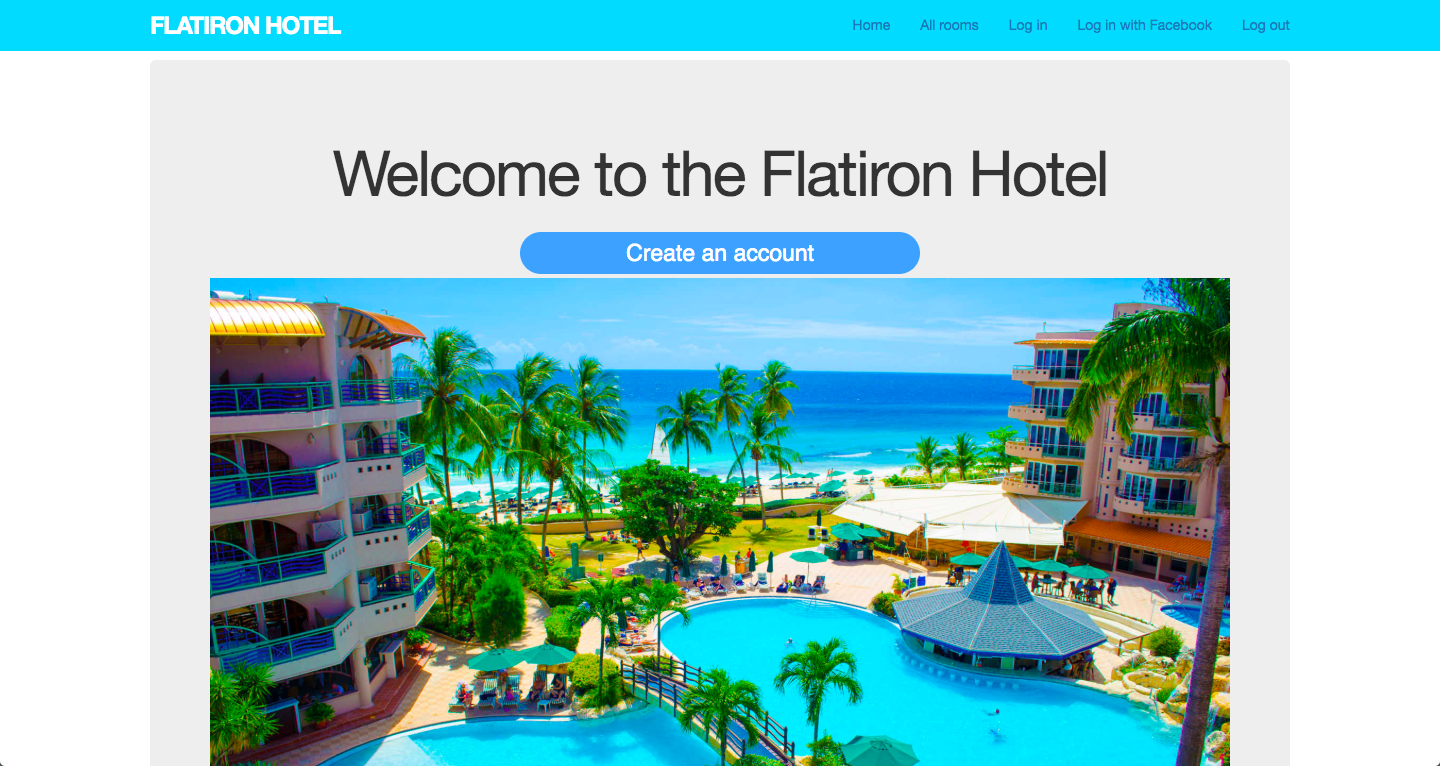 FLATIRON HOTEL
Home All rooms Log in Log in with Facebook Log out
Welcome to the Flatiron Hotel
Create an account